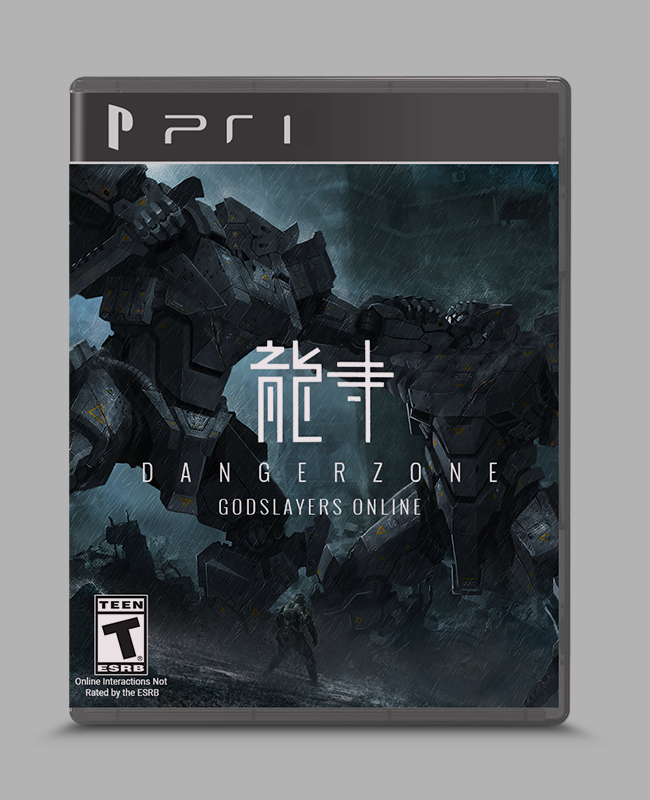 P PRI
龍寺
DANGERZONE
GODSLAYERS ONLINE
TEEN
T
®
ESRB
Online Interactions Not
Rated by the ESRB